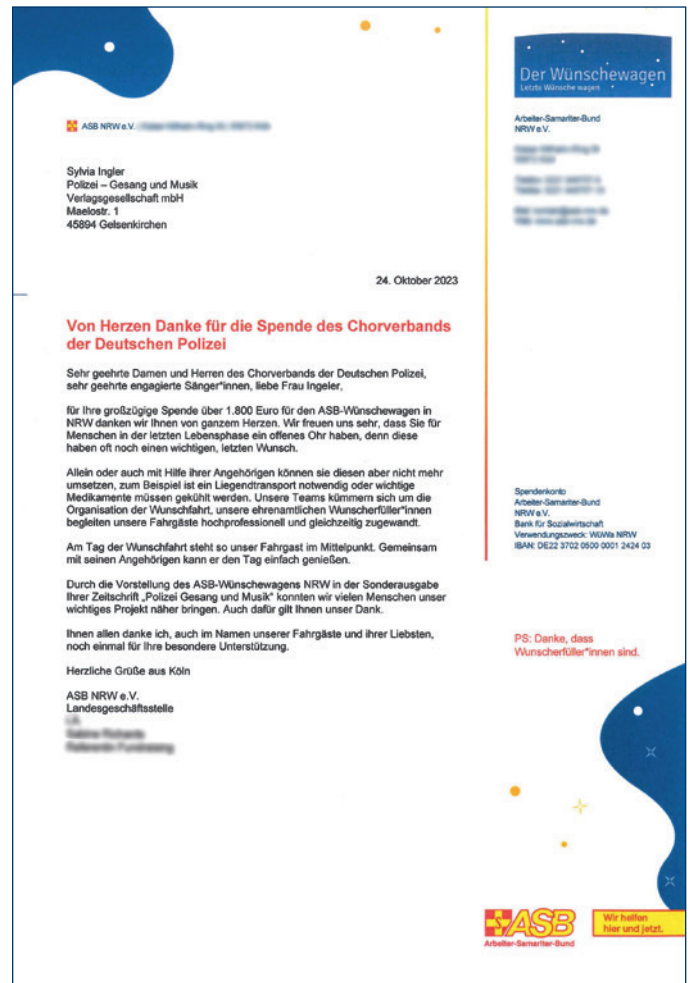 Der Wünschewagen
Letzte Wünsche wagen
ASB NRW e.V.
Arbeiter-Samariter-Bund
NRW e.V.
Sylvia Ingler
Polizei – Gesang und Musik
Verlagsgesellschaft mbH
Maelostr. 1
45894 Gelsenkirchen
24. Oktober 2023
Von Herzen Danke für die Spende des Chorverbands
der Deutschen Polizei
Sehr geehrte Damen und Herren des Chorverbands der Deutschen Polizei,
sehr geehrte engagierte Sänger*innen, liebe Frau Ingeler,
für Ihre großzügige Spende über 1.800 Euro für den ASB-Wünschewagen in
NRW danken wir Ihnen von ganzem Herzen. Wir freuen uns sehr, dass Sie für
Menschen in der letzten Lebensphase ein offenes Ohr haben, denn diese
haben oft noch einen wichtigen, letzten Wunsch.
Allein oder auch mit Hilfe ihrer Angehörigen können sie diesen aber nicht mehr
umsetzen, zum Beispiel ist ein Liegendtransport notwendig oder wichtige
Medikamente müssen gekühlt werden. Unsere Teams kümmern sich um die
Organisation der Wunschfahrt, unsere ehrenamtlichen Wunscherfüller*innen
begleiten unsere Fahrgäste hochprofessionell und gleichzeitig zugewandt.
Am Tag der Wunschfahrt steht so unser Fahrgast im Mittelpunkt. Gemeinsam
mit seinen Angehörigen kann er den Tag einfach genießen.
Durch die Vorstellung des ASB-Wünschewagens NRW in der Sonderausgabe
Ihrer Zeitschrift „Polizei Gesang und Musik" konnten wir vielen Menschen unser
wichtiges Projekt näher bringen. Auch dafür gilt Ihnen unser Dank.
Ihnen allen danke ich, auch im Namen unserer Fahrgäste und ihrer Liebsten,
noch einmal für Ihre besondere Unterstützung.
Herzliche Grüße aus Köln
ASB NRW e.V.
Landesgeschäftsstelle
Spendenkonto
Arbeiter-Samariter-Bund
NRW e.V.
Bank für Sozialwirtschaft
Verwendungszweck: WüWa NRW
IBAN: DE22 3702 0500 0001 2424 03
PS: Danke, dass
Wunscherfüller*innen sind.
ASB
Arbeiter-Samariter-Bund
Wir helfen
hier und jetzt.